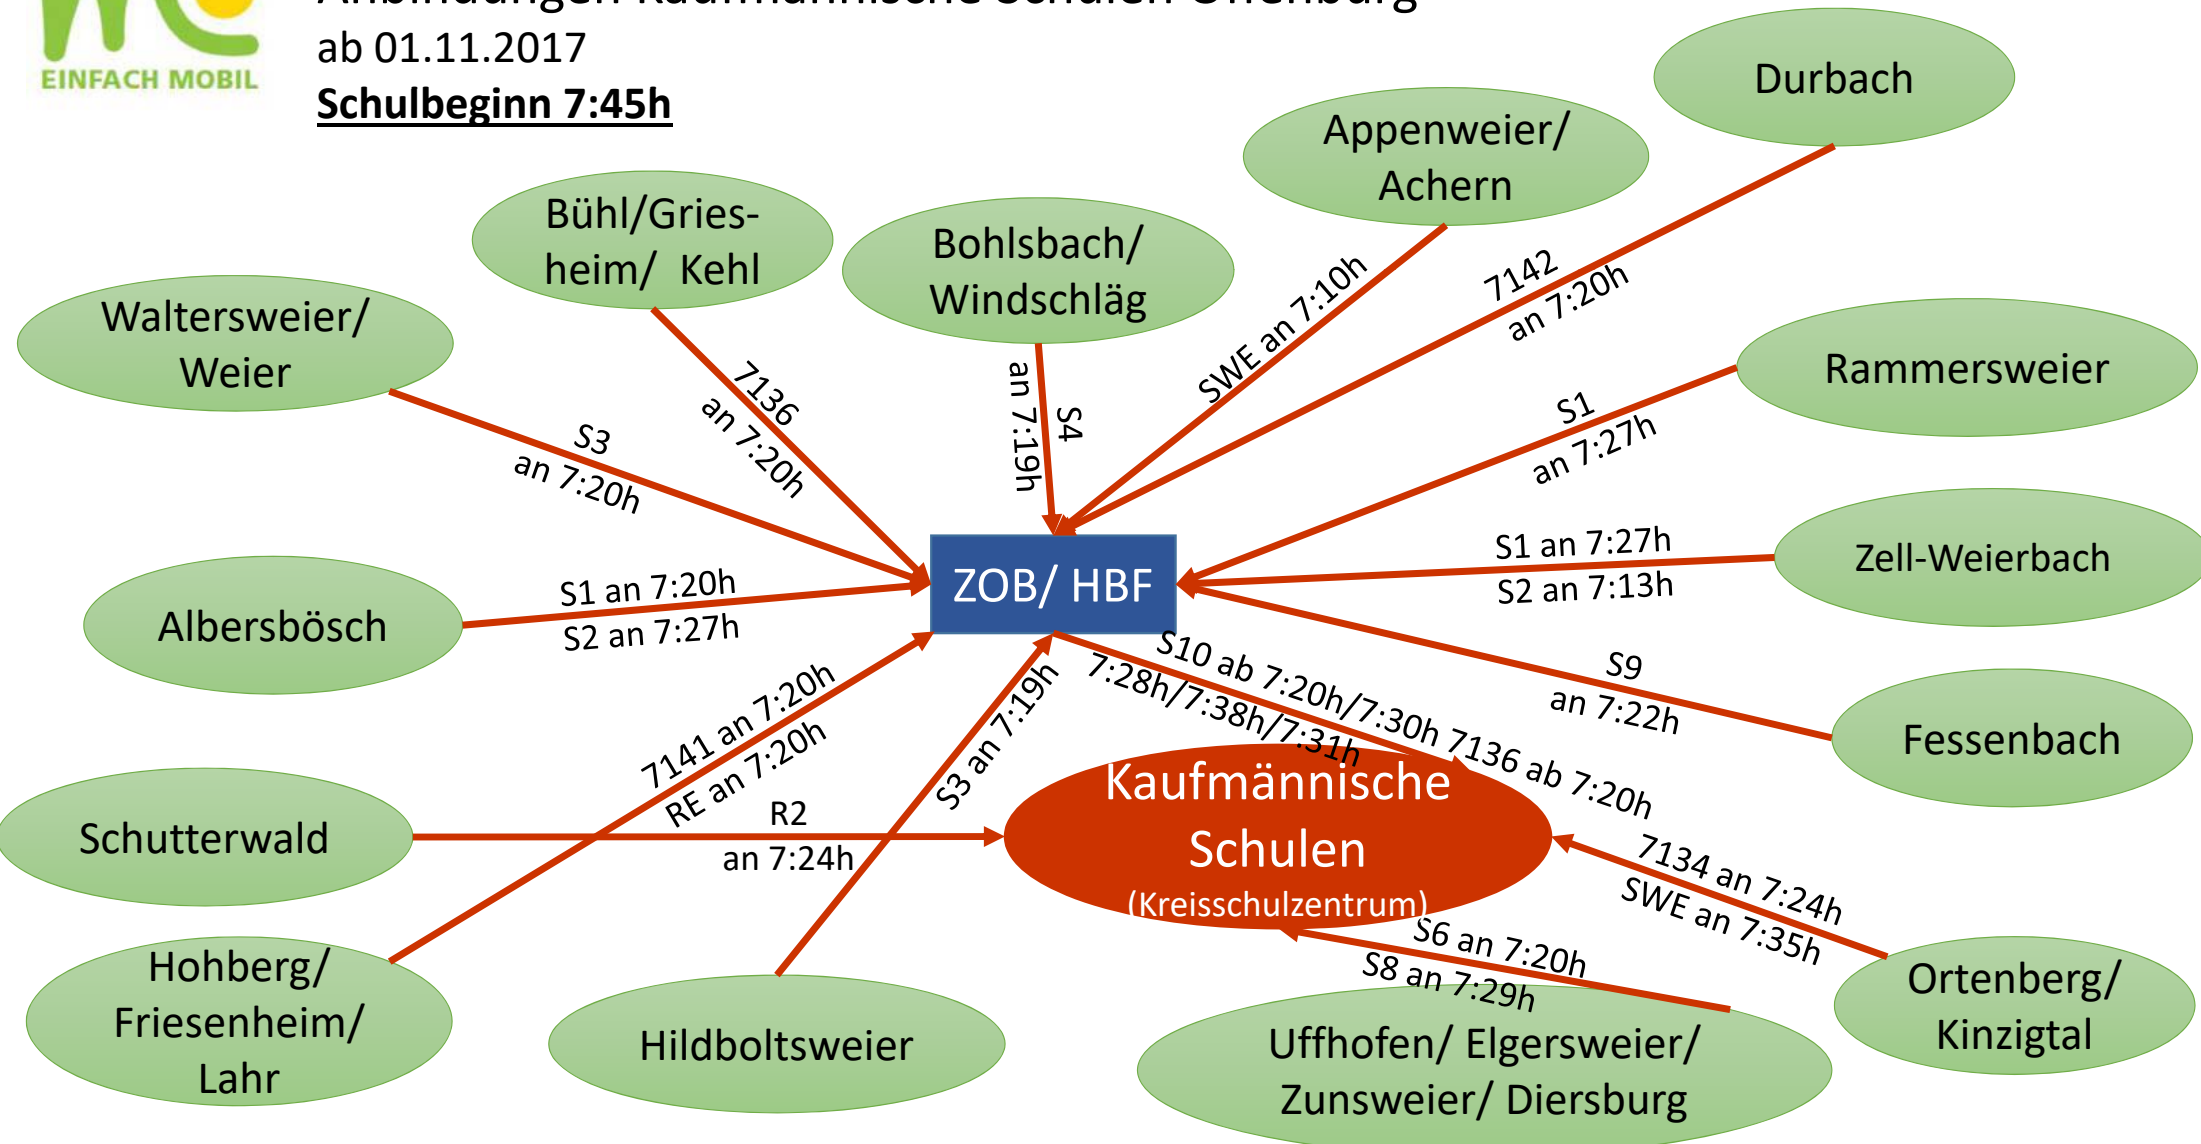 EINFACH MOBIL
Anbindungen Kaufmännische Schulen Offenburg
ab 01.11.2017
Schulbeginn 7:45h
Durbach
Appenweier/
Achern
Bühl/Gries-
heim/ Kehl
Bohlsbach/
Windschläg
Waltersweier/
Weier
Rammersweier
7142
an 7:20h
SWE an 7:10h
7136
an 7:20h
S4
an 7:19h
S3
an 7:20h
S1
an 7:27h
Zell-Weierbach
S1 an 7:27h
S2 an 7:13h
ZOB/ HBF
Albersbösch
S1 an 7:20h
S2 an 7:27h
S9
an 7:22h
Fessenbach
S10 ab 7:20h/7:30h 7136 ab 7:20h
7:28h/7:38h/7:31h
7141 an 7:20h
RE an 7:20h
S3 an 7:19h
Schutterwald
R2
an 7:24h
Kaufmännische
Schulen
(Kreisschulzentrum)
7134 an 7:24h
SWE an 7:35h
S6 an 7:20h
S8 an 7:29h
Hohberg/
Friesenheim/
Lahr
Hildboltsweier
Uffhofen/ Elgersweier/
Zunsweier/ Diersburg
Ortenberg/
Kinzigtal